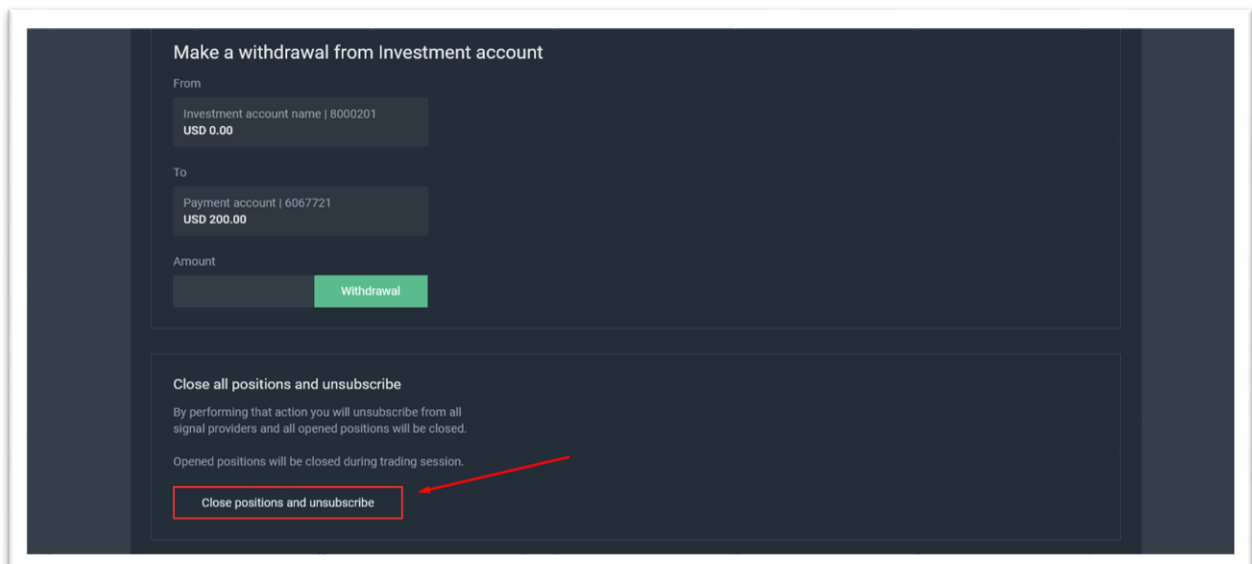 Make a withdrawal from Investment account
From
Investment account name | 8000201
USD 0.00
To
Payment account | 6067721
USD 200.00
Amount
Withdrawal
Close all positions and unsubscribe
By performing that action you will unsubscribe from all
signal providers and all opened positions will be closed.
Opened positions will be closed during trading session.
Close positions and unsubscribe